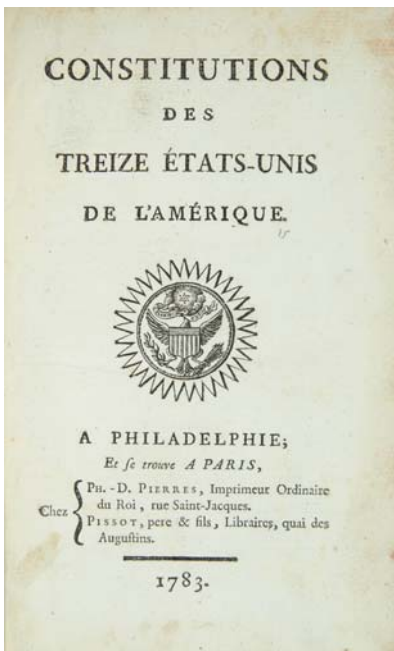 CONSTITUTIONS
DES
TREIZE ÉTATS-UNIS
DE L'AMÉRIQUE.
A PHILADELPHIE;
Et ſe trouve A PARIS,
Chez
PH.-D. PIERRES, Imprimeur Ordinaire
du Roi, rue Saint-Jacques.
PISSOT, pere & fils, Libraires, quai des
Auguſtins.
1783.